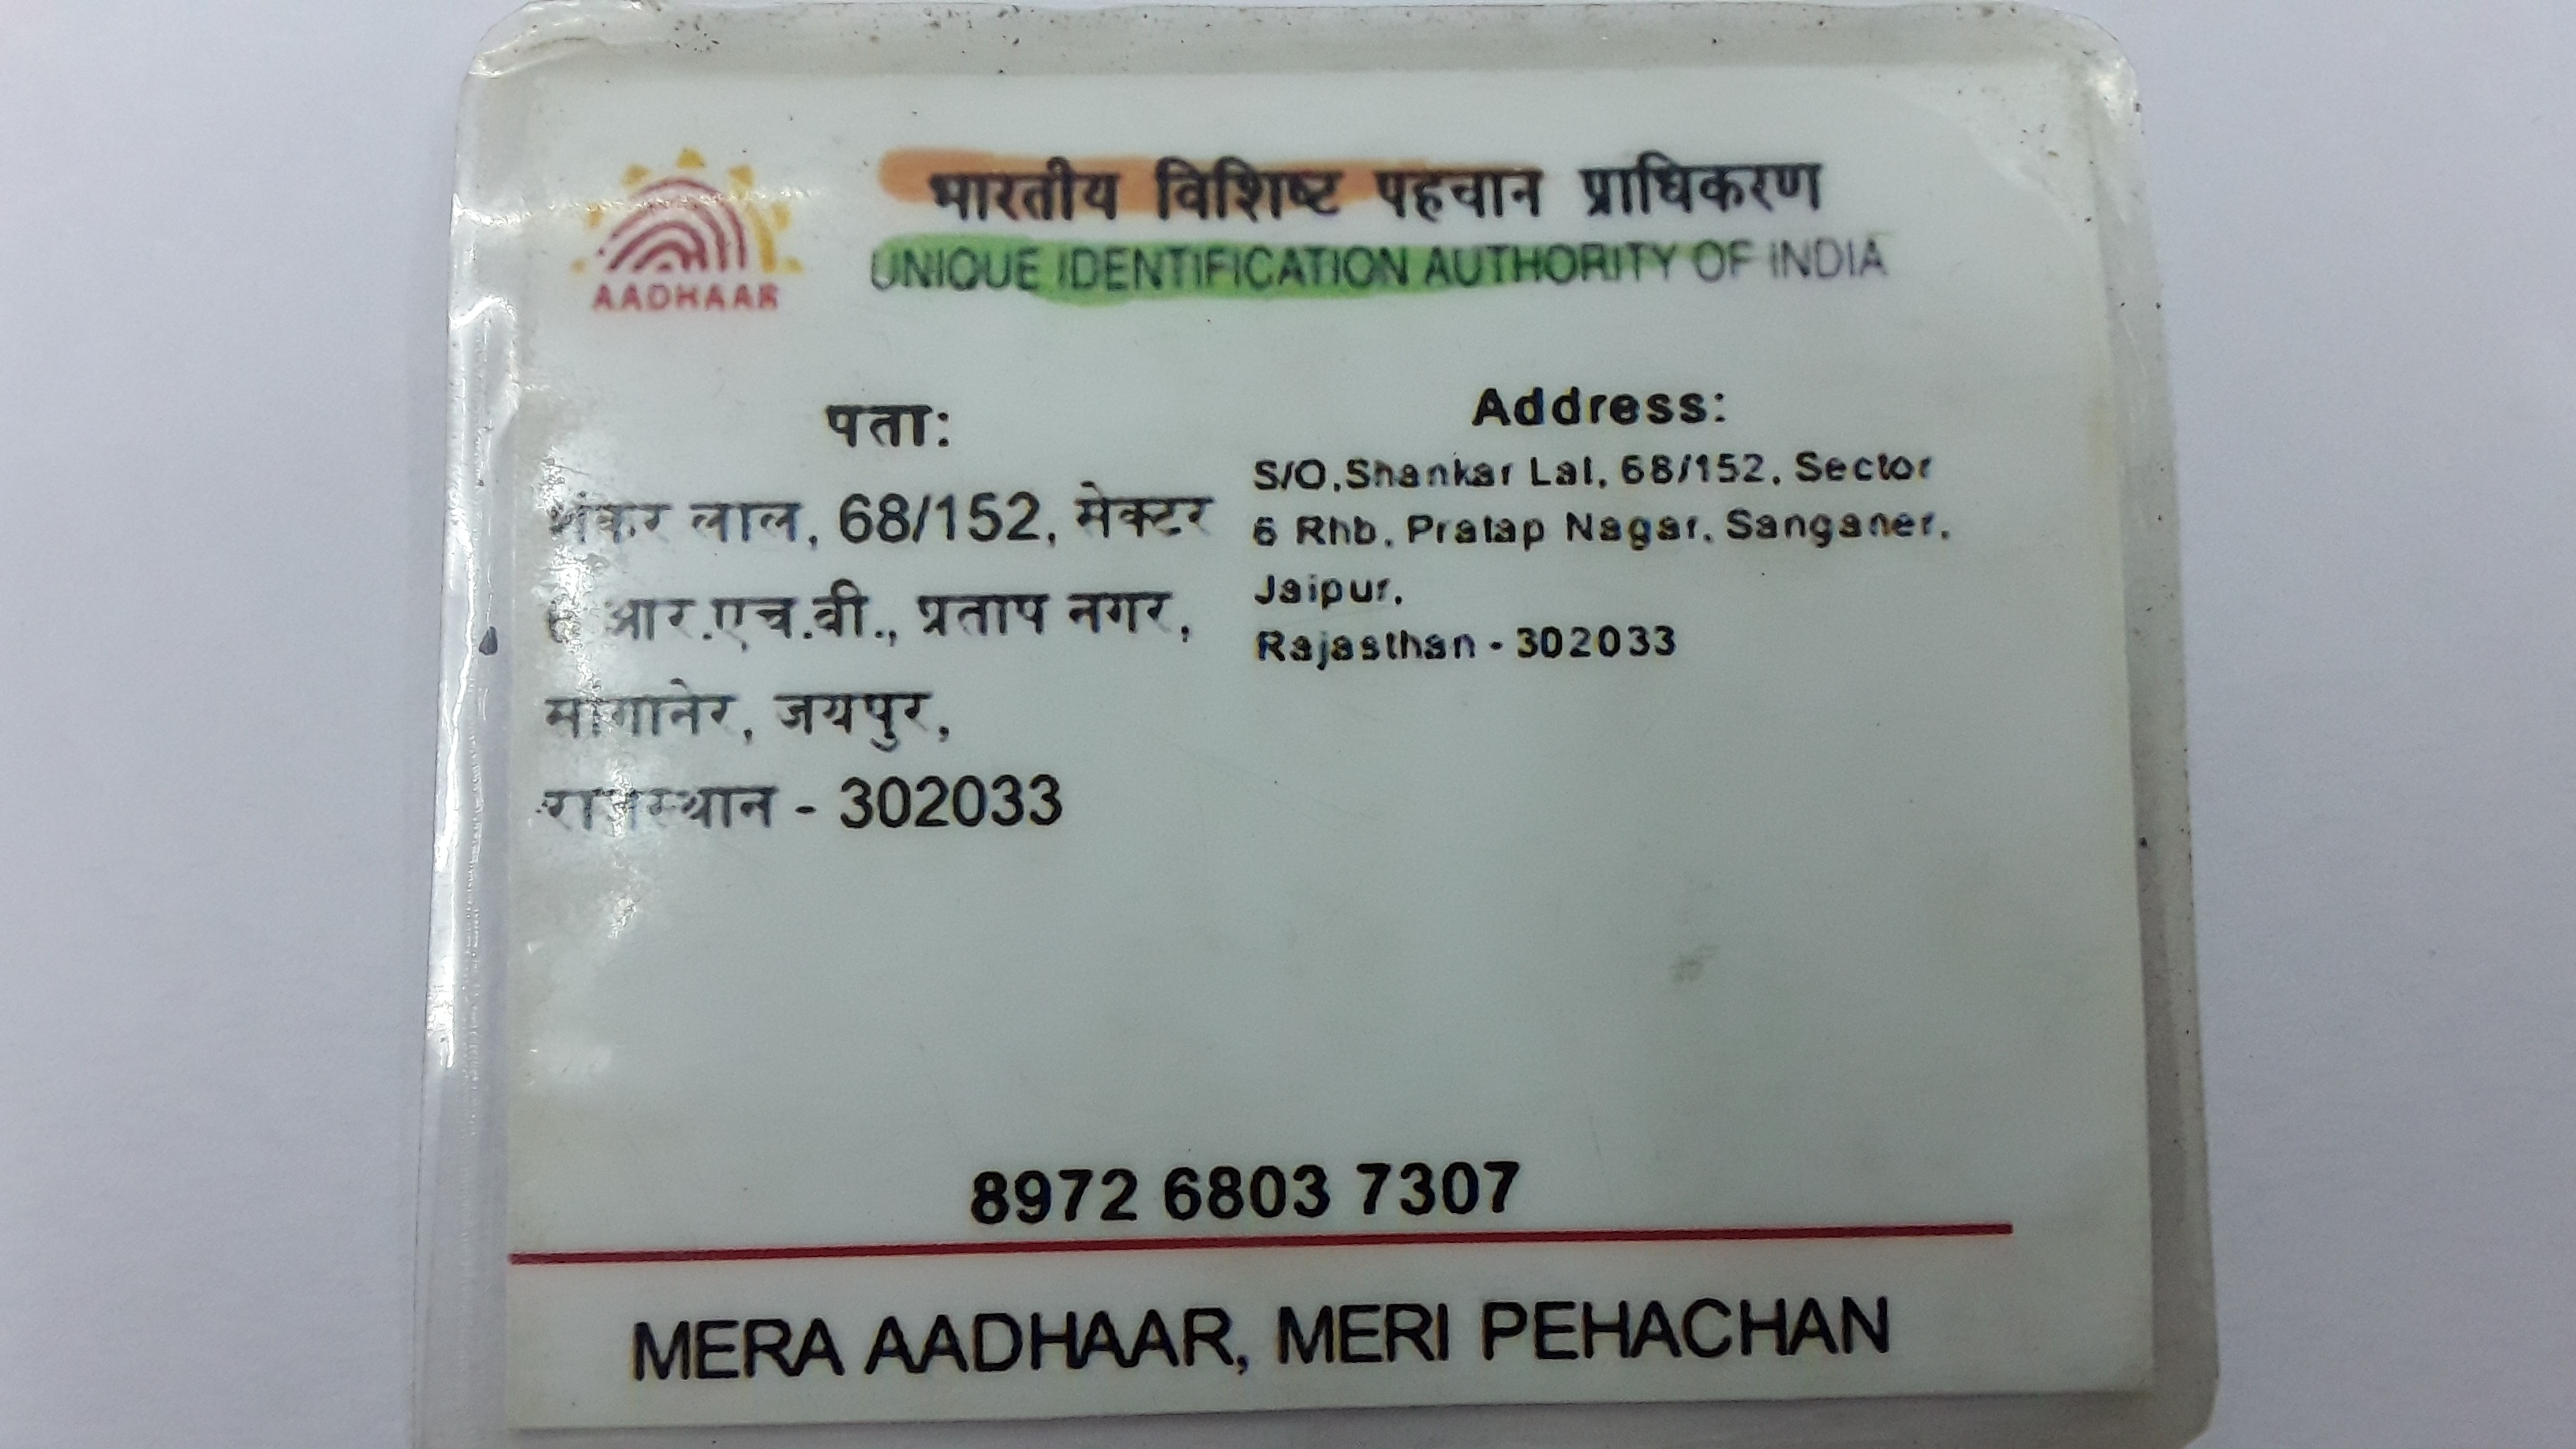 भारतीय विशिष्ट पहचान प्राधिकरण
UNIQUE IDENTIFICATION AUTHORITY OF INDIA
AADHAAR
पता:
शंकर लाल, 68/152, सेक्टर
6 आर.एच.बी., प्रताप नगर,
सांगानेर, जयपुर,
राजस्थान - 302033
Address:
S/O.Shankar Lal, 68/152, Sector
6 Rhb, Pratap Nagar, Sanganer,
Jaipur,
Rajasthan - 302033
8972 6803 7307
MERA AADHAAR, MERI PEHACHAN